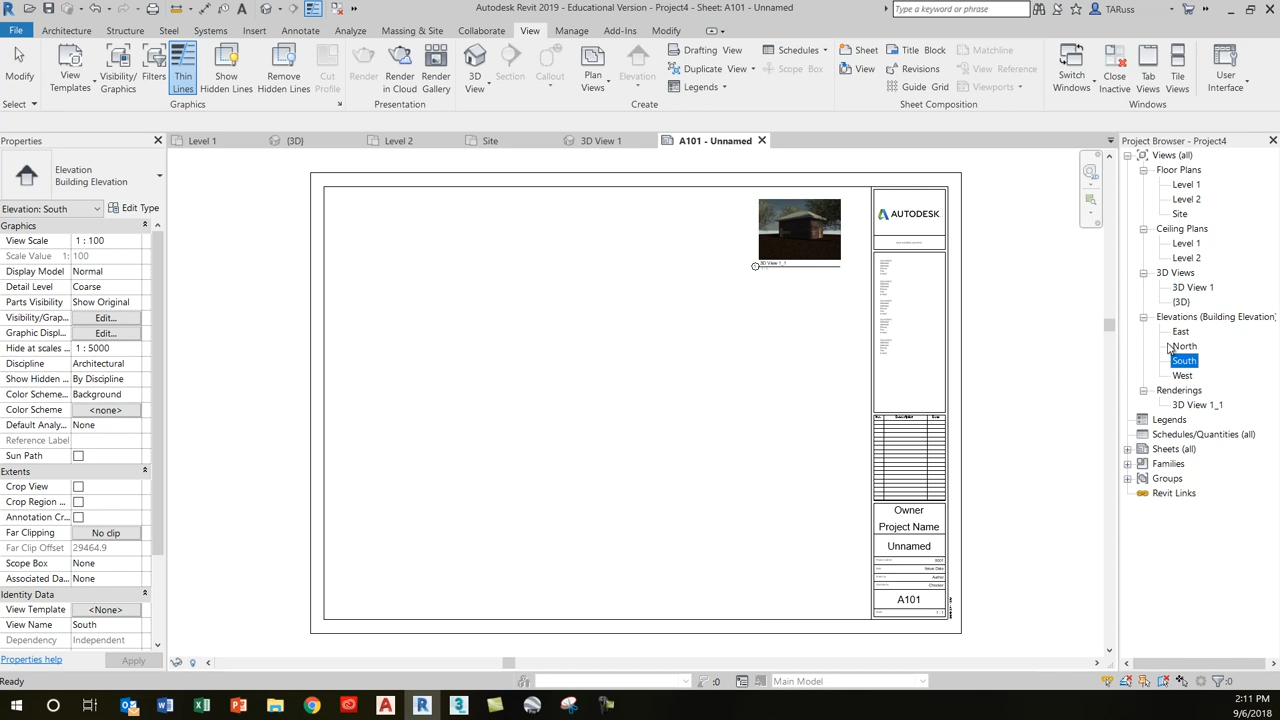 Autodesk Revit 2019 - Educational Version - Project4 - Sheet: A101 - Unnamed
Type a keyword or phrase
TARuss
File Architecture Structure Steel Systems Insert Annotate Analyze Massing & Site Collaborate View Manage Add-Ins Modify
Modify
View Templates
Visibility/ Graphics
Filters
Thin Lines
Show Hidden Lines
Remove Hidden Lines
Cut Profile
Render
Render in Cloud
Render Gallery
3D View
Section
Callout
Plan Views
Elevation
Drafting View
Duplicate View
Legends
Schedules
Scope Box
Sheet
View
Title Block
Revisions
Guide Grid
Matchline
View Reference
Viewports
Switch Windows
Close Inactive
Tab Views
Tile Views
User Interface
Select Graphics Presentation Create Sheet Composition Windows
Properties
Level 1 {3D} Level 2 Site 3D View 1 A101 - Unnamed
Project Browser - Project4
Elevation
Building Elevation
Elevation: South Edit Type
Graphics
View Scale 1 : 100
Scale Value 1: 100
Display Model Normal
Detail Level Coarse
Parts Visibility Show Original
Visibility/Grap... Edit...
Graphic Displ... Edit...
Hide at scales ... 1 : 5000
Discipline Architectural
Show Hidden ... By Discipline
Color Scheme ... Background
Color Scheme <none>
Default Analy... None
Reference Label
Sun Path
Extents
Crop View
Crop Region ...
Annotation Cr...
Far Clipping No clip
Far Clip Offset 29464.9
Scope Box None
Associated Da... None
Identity Data
View Template <None>
View Name South
Dependency Independent
Properties help Apply
3D View 1_1
AUTODESK
Owner
Project Name
Unnamed
Author
Checker
A101
Views (all)
Floor Plans
Level 1
Level 2
Site
Ceiling Plans
Level 1
Level 2
3D Views
3D View 1
{3D}
Elevations (Building Elevation)
East
North
South
West
Renderings
3D View 1_1
Legends
Schedules/Quantities (all)
Sheets (all)
Families
Groups
Revit Links
Ready
:0
Main Model
:0
2:11 PM
9/6/2018